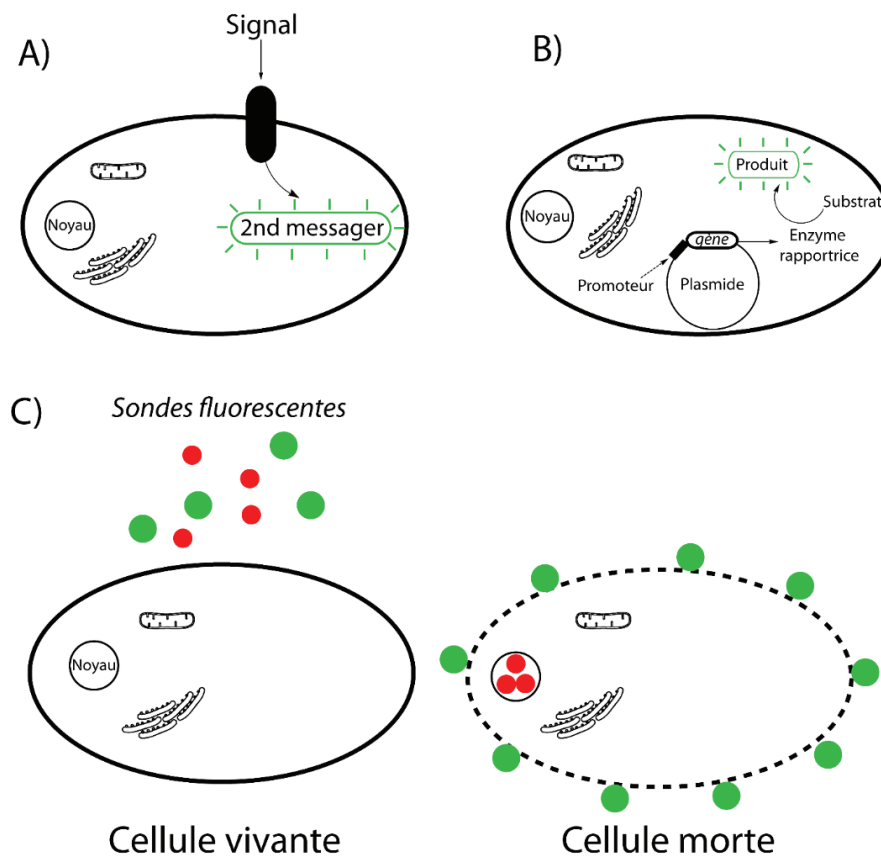 A)
Signal
Noyau
2nd messager
B)
Noyau
Produit
Substrat
gène
Enzyme
rapportrice
Promoteur
Plasmide
C)
Sondes fluorescentes
Noyau
Cellule vivante
Cellule morte